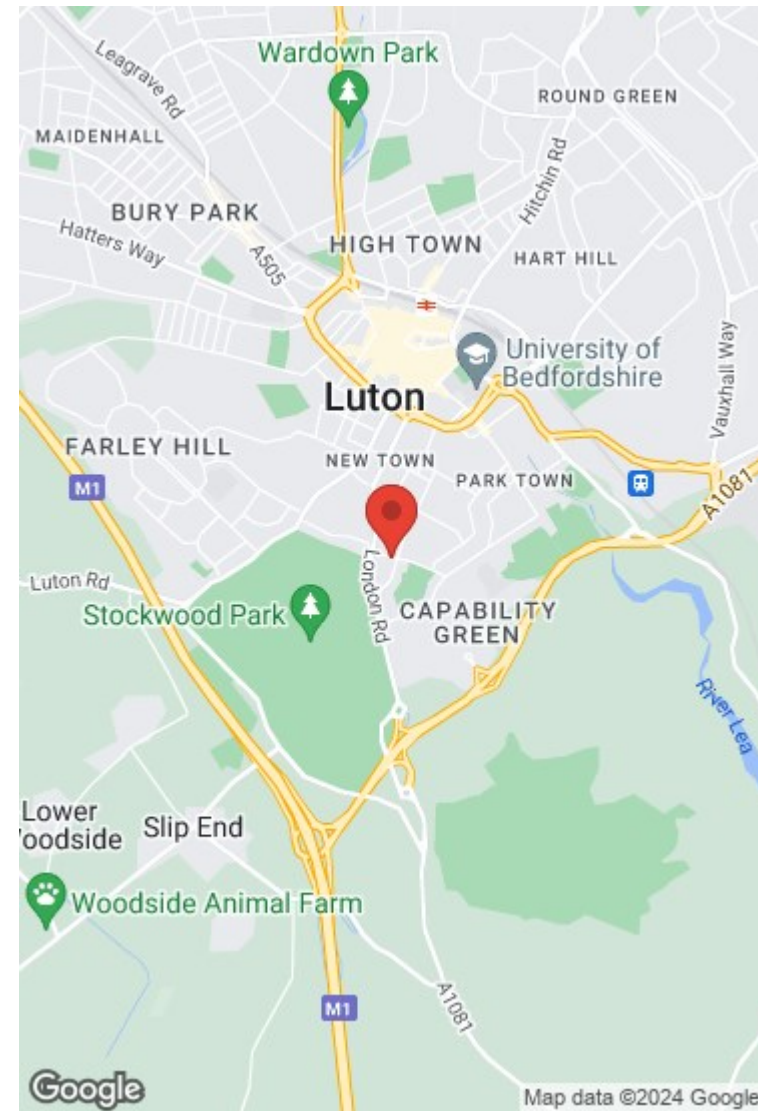 Wardown Park
Leagrave Rd
ROUND GREEN
MAIDENHALL
Hitchin Rd
BURY PARK
Hatters Way
A505
HIGH TOWN
HART HILL
University of
Bedfordshire
Vauxhall Way
Luton
FARLEY HILL
NEW TOWN
PARK TOWN
M1
A1081
Luton Rd
London Rd
Stockwood Park
CAPABILITY
GREEN
River Lea
Lower
oodside
Slip End
Woodside Animal Farm
M1
A1081
Google
Map data ©2024 Google